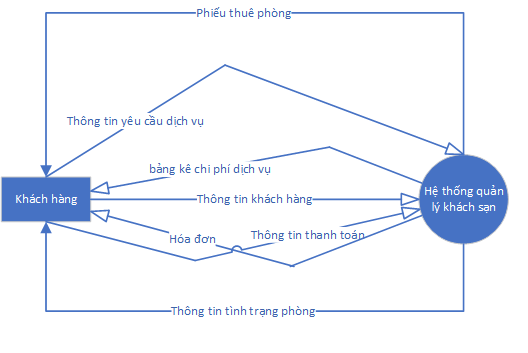 Phiếu thuê phòng
Thông tin yêu cầu dịch vụ
bảng kê chi phí dịch vụ
Khách hàng
Thông tin khách hàng
Hệ thống quản
lý khách sạn
Hóa đơn
Thông tin thanh toán
Thông tin tình trạng phòng